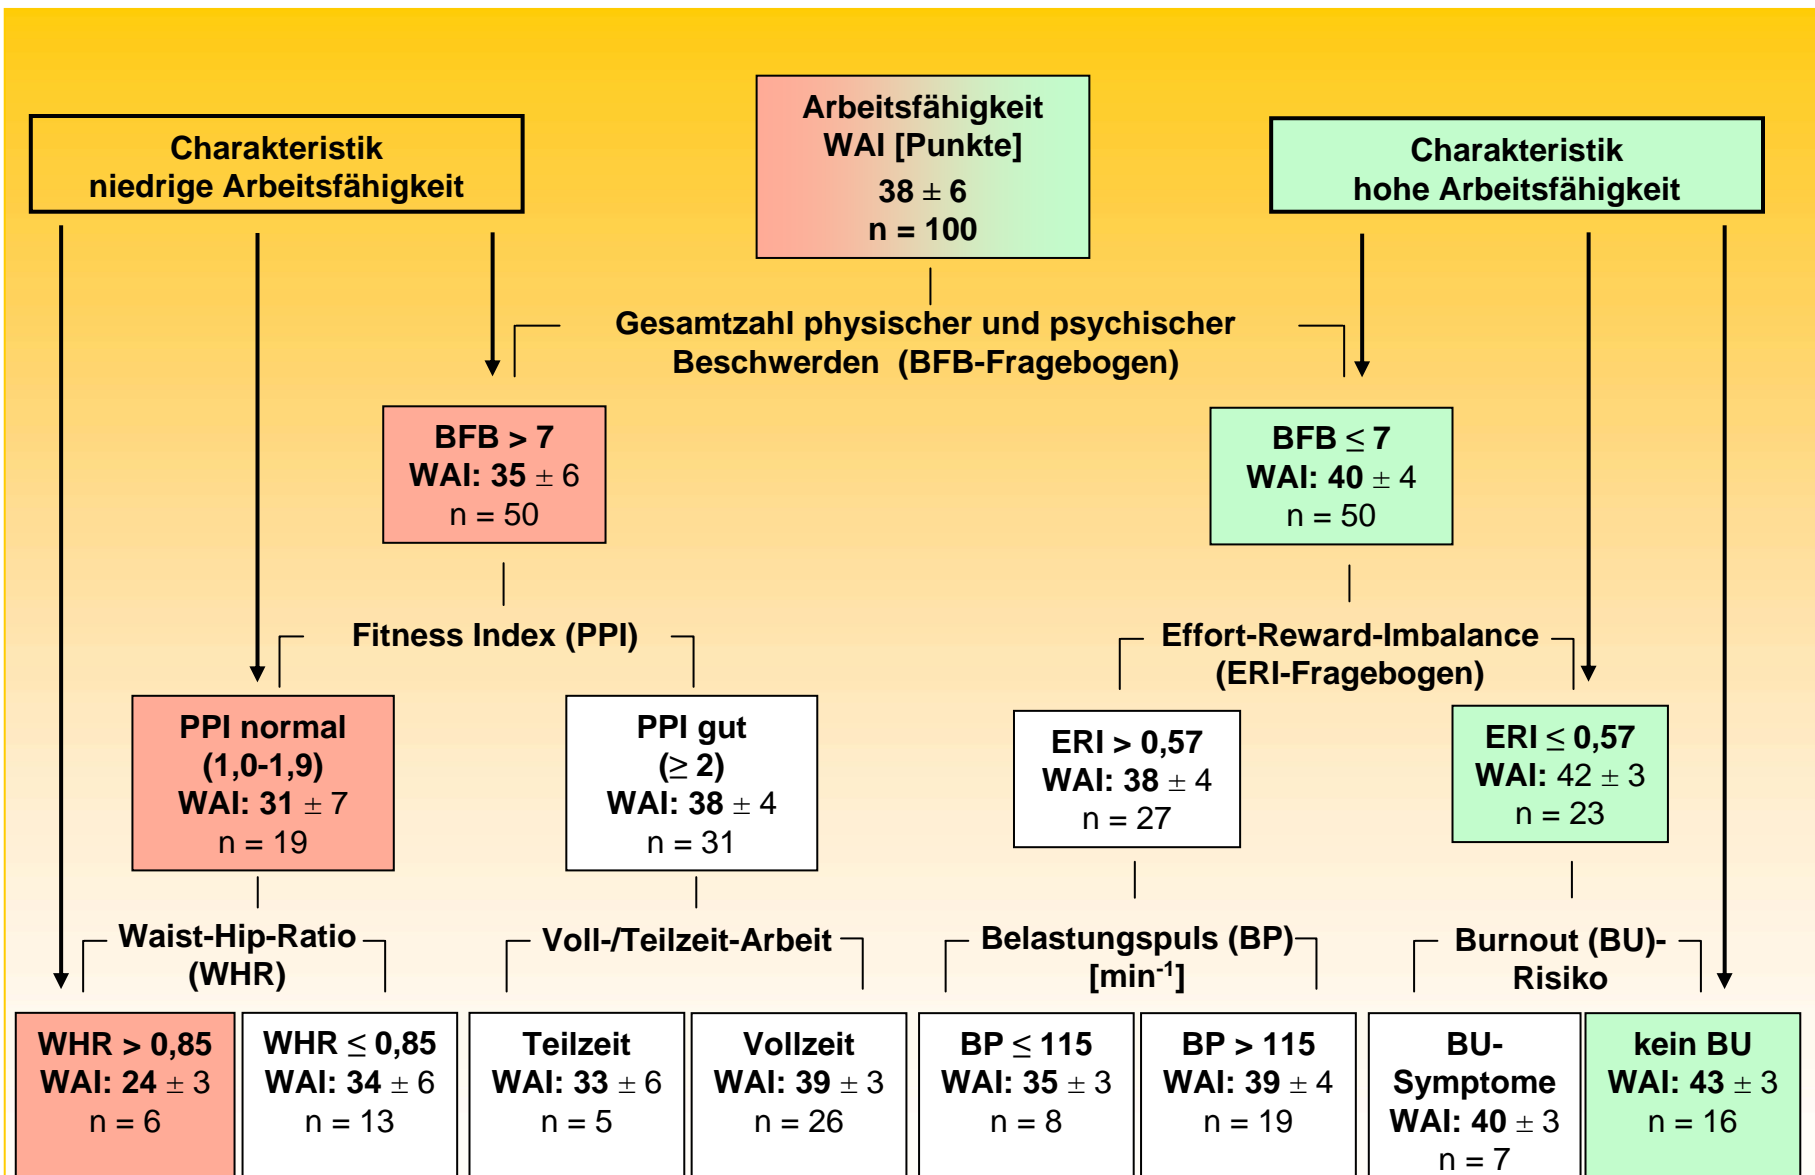 Arbeitsfähigkeit
WAI [Punkte]
38 ± 6
n = 100
Charakteristik
niedrige Arbeitsfähigkeit
Charakteristik
hohe Arbeitsfähigkeit
Gesamtzahl physischer und psychischer
Beschwerden (BFB-Fragebogen)
BFB > 7
WAI: 35 ± 6
n = 50
BFB ≤ 7
WAI: 40 ± 4
n = 50
Fitness Index (PPI)
Effort-Reward-Imbalance
(ERI-Fragebogen)
PPI normal
(1,0-1,9)
WAI: 31 ± 7
n = 19
PPI gut
(≥ 2)
WAI: 38 ± 4
n = 31
ERI > 0,57
WAI: 38 ± 4
n = 27
ERI ≤ 0,57
WAI: 42 ± 3
n = 23
Waist-Hip-Ratio
(WHR)
Voll-/Teilzeit-Arbeit
Belastungspuls (BP)
[min⁻¹]
Burnout (BU)-
Risiko
WHR > 0,85
WAI: 24 ± 3
n = 6
WHR ≤ 0,85
WAI: 34 ± 6
n = 13
Teilzeit
WAI: 33 ± 6
n = 5
Vollzeit
WAI: 39 ± 3
n = 26
BP ≤ 115
WAI: 35 ± 3
n = 8
BP > 115
WAI: 39 ± 4
n = 19
BU-
Symptome
WAI: 40 ± 3
n = 7
kein BU
WAI: 43 ± 3
n = 16